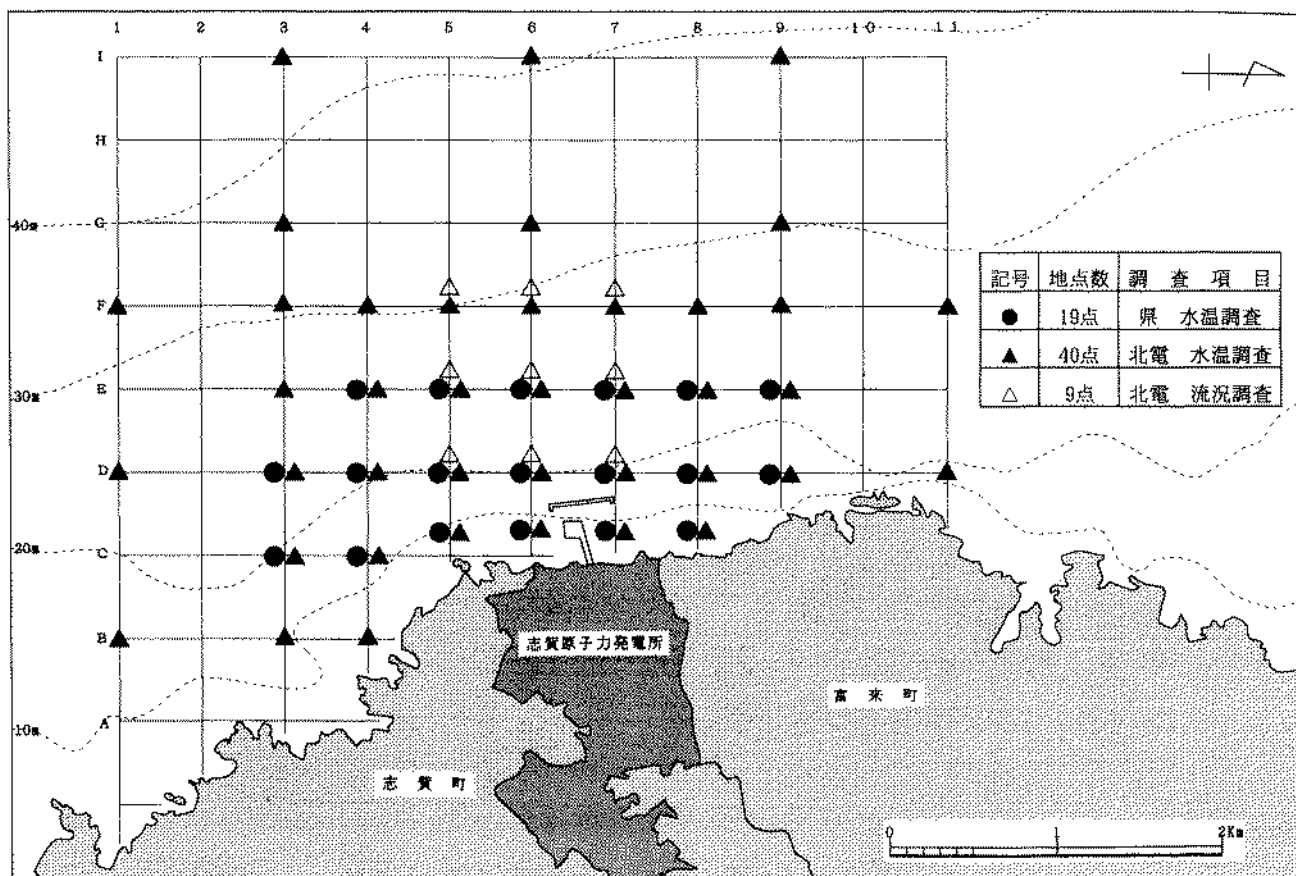 1 2 3 4 5 6 7 8 9 10 11
I
H
40m G
F
30m E
D
20m C
B
10m A
記号 地点数 調査項目
● 19点 県 水温調査
▲ 40点 北電 水温調査
△ 9点 北電 流況調査
志賀原子力発電所
富来町
志賀町
0 1 2Km